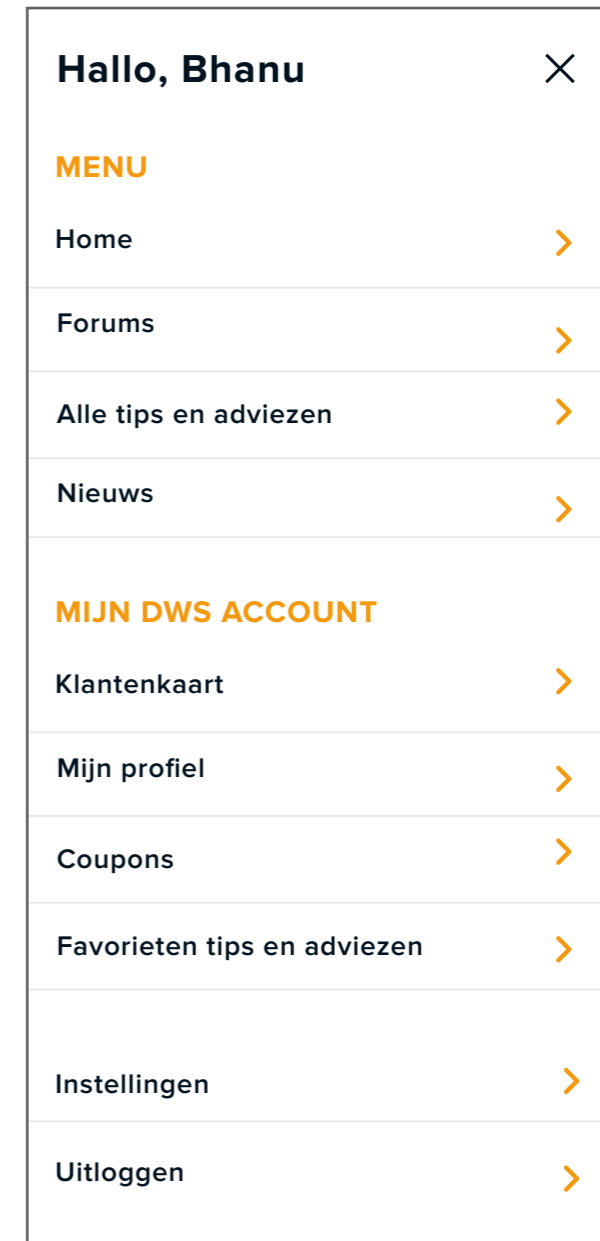 Hallo, Bhanu
MENU
Home
Forums
Alle tips en adviezen
Nieuws
MIJN DWS ACCOUNT
Klantenkaart
Mijn profiel
Coupons
Favorieten tips en adviezen
Instellingen
Uitloggen